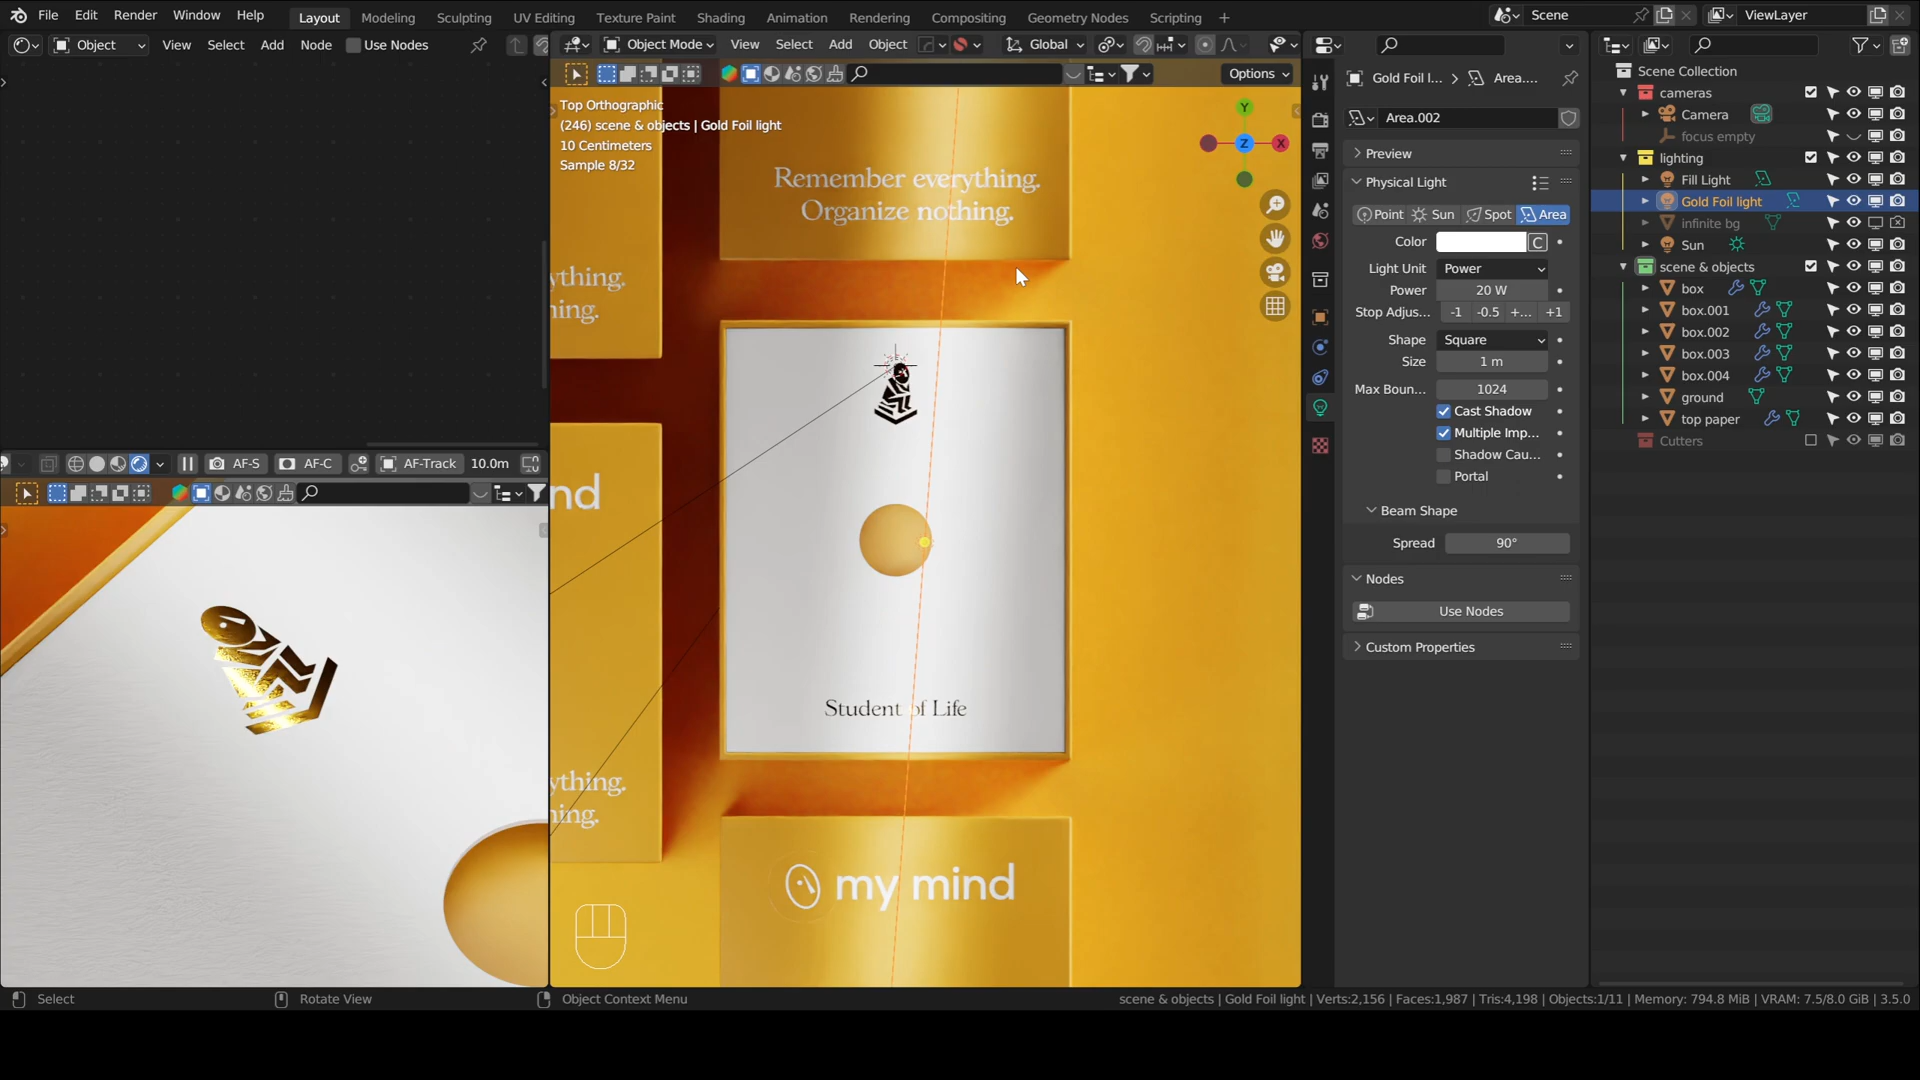 File Edit Render Window Help Layout Modeling Sculpting UV Editing Texture Paint Shading Animation Rendering Compositing Geometry Nodes Scripting + Scene ViewLayer
Object View Select Add Node Use Nodes
Object Mode View Select Add Object Global
Options
Top Orthographic
(246) scene & objects | Gold Foil light
10 Centimeters
Sample 8/32
Y
Z
X
Remember everything.
Organize nothing.
ything.
ning.
nd
Student of Life
ything.
ning.
my mind
AF-S AF-C AF-Track 10.0m
Gold Foil l... > Area....
Area.002
Preview
Physical Light
Point Sun Spot Area
Color C
Light Unit Power
Power 20 W
Stop Adjus... -1 -0.5 +... +1
Shape Square
Size 1 m
Max Boun... 1024
Cast Shadow
Multiple Imp...
Shadow Cau...
Portal
Beam Shape
Spread 90°
Nodes
Use Nodes
Custom Properties
Scene Collection
cameras
Camera
focus empty
lighting
Fill Light
Gold Foil light
infinite bg
Sun
scene & objects
box
box.001
box.002
box.003
box.004
ground
top paper
Cutters
Select Rotate View Object Context Menu scene & objects | Gold Foil light | Verts:2,156 | Faces:1,987 | Tris:4,198 | Objects:1/11 | Memory: 794.8 MiB | VRAM: 7.5/8.0 GiB | 3.5.0